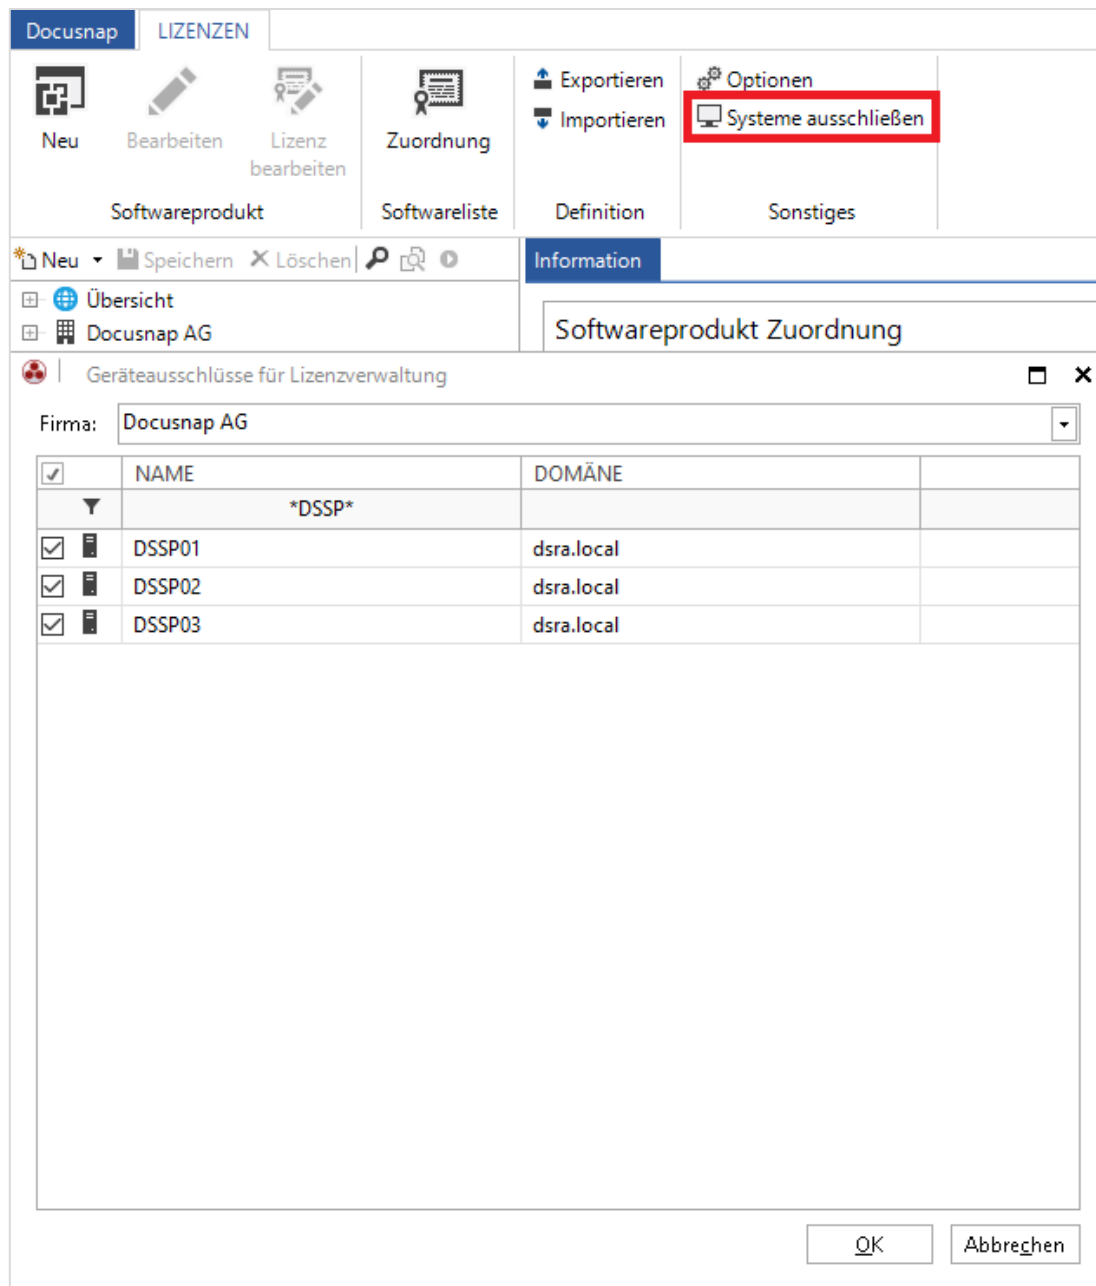 Docusnap LIZENZEN
Neu Bearbeiten Lizenz bearbeiten Zuordnung Exportieren Importieren Optionen Systeme ausschließen
Softwareprodukt Softwareliste Definition Sonstiges
Neu Speichern Löschen Information
Übersicht
Docusnap AG
Softwareprodukt Zuordnung
Geräteausschlüsse für Lizenzverwaltung
Firma: Docusnap AG
NAME DOMÄNE
*DSSP*
DSSP01 dsra.local
DSSP02 dsra.local
DSSP03 dsra.local
OK Abbrechen